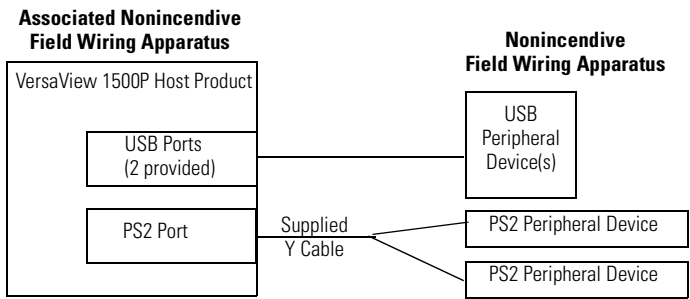 Associated Nonincendive
Field Wiring Apparatus
VersaView 1500P Host Product
USB Ports
(2 provided)
PS2 Port
Supplied
Y Cable
Nonincendive
Field Wiring Apparatus
USB
Peripheral
Device(s)
PS2 Peripheral Device
PS2 Peripheral Device